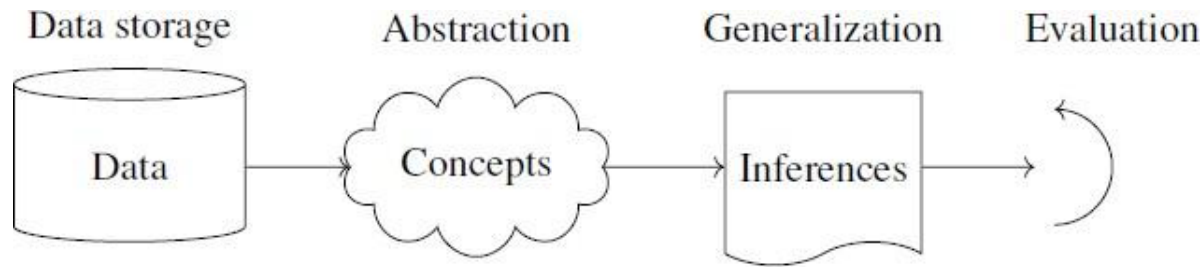 Data storage
Abstraction
Generalization
Evaluation
Data
Concepts
Inferences